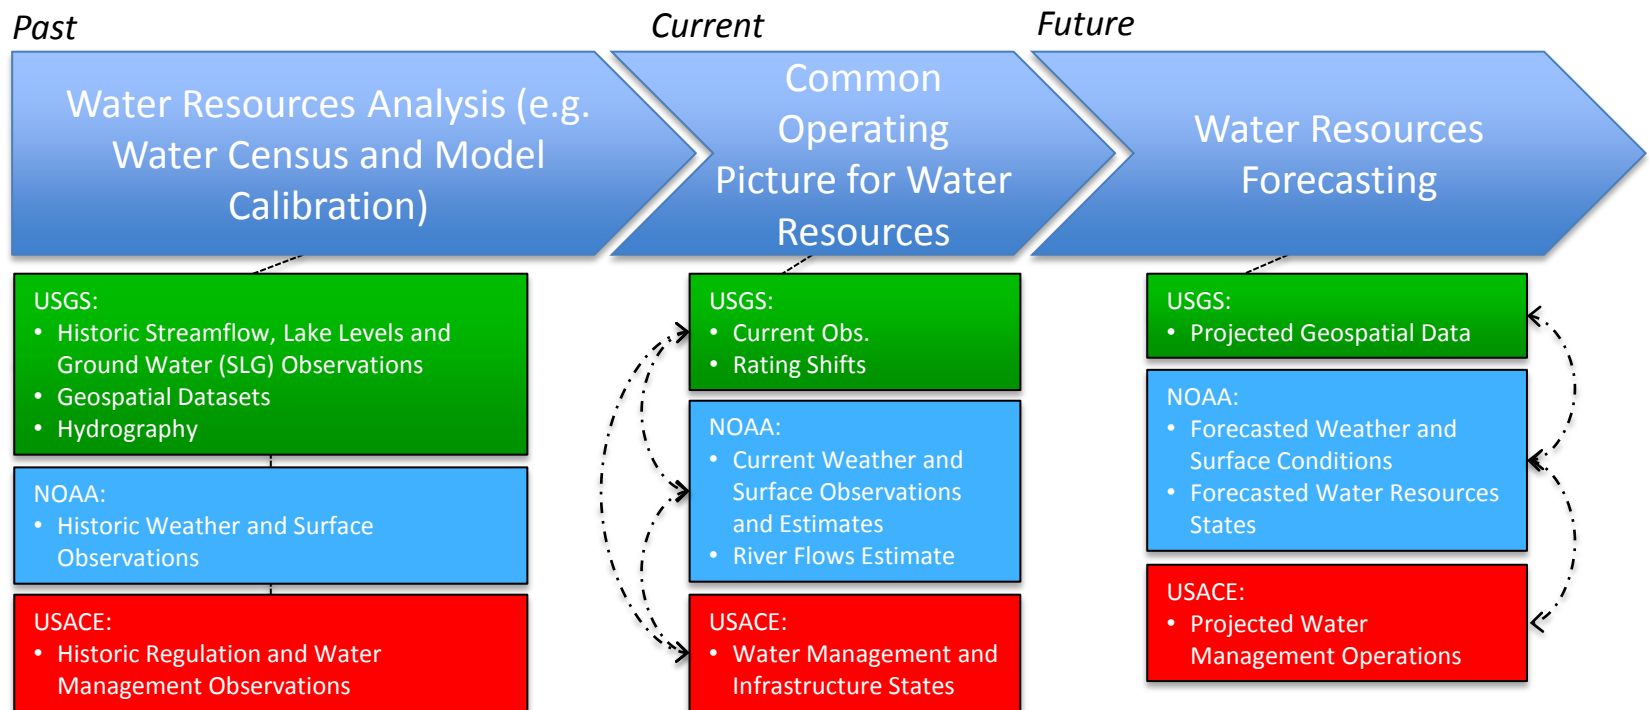 Past
Current
Future
Water Resources Analysis (e.g.
Water Census and Model
Calibration)
Common
Operating
Picture for Water
Resources
Water Resources
Forecasting
USGS:
• Historic Streamflow, Lake Levels and
Ground Water (SLG) Observations
• Geospatial Datasets
• Hydrography
NOAA:
• Historic Weather and Surface
Observations
USACE:
• Historic Regulation and Water
Management Observations
USGS:
• Current Obs.
• Rating Shifts
NOAA:
• Current Weather and
Surface Observations
and Estimates
• River Flows Estimate
USACE:
• Water Management and
Infrastructure States
USGS:
• Projected Geospatial Data
NOAA:
• Forecasted Weather and
Surface Conditions
• Forecasted Water Resources
States
USACE:
• Projected Water
Management Operations